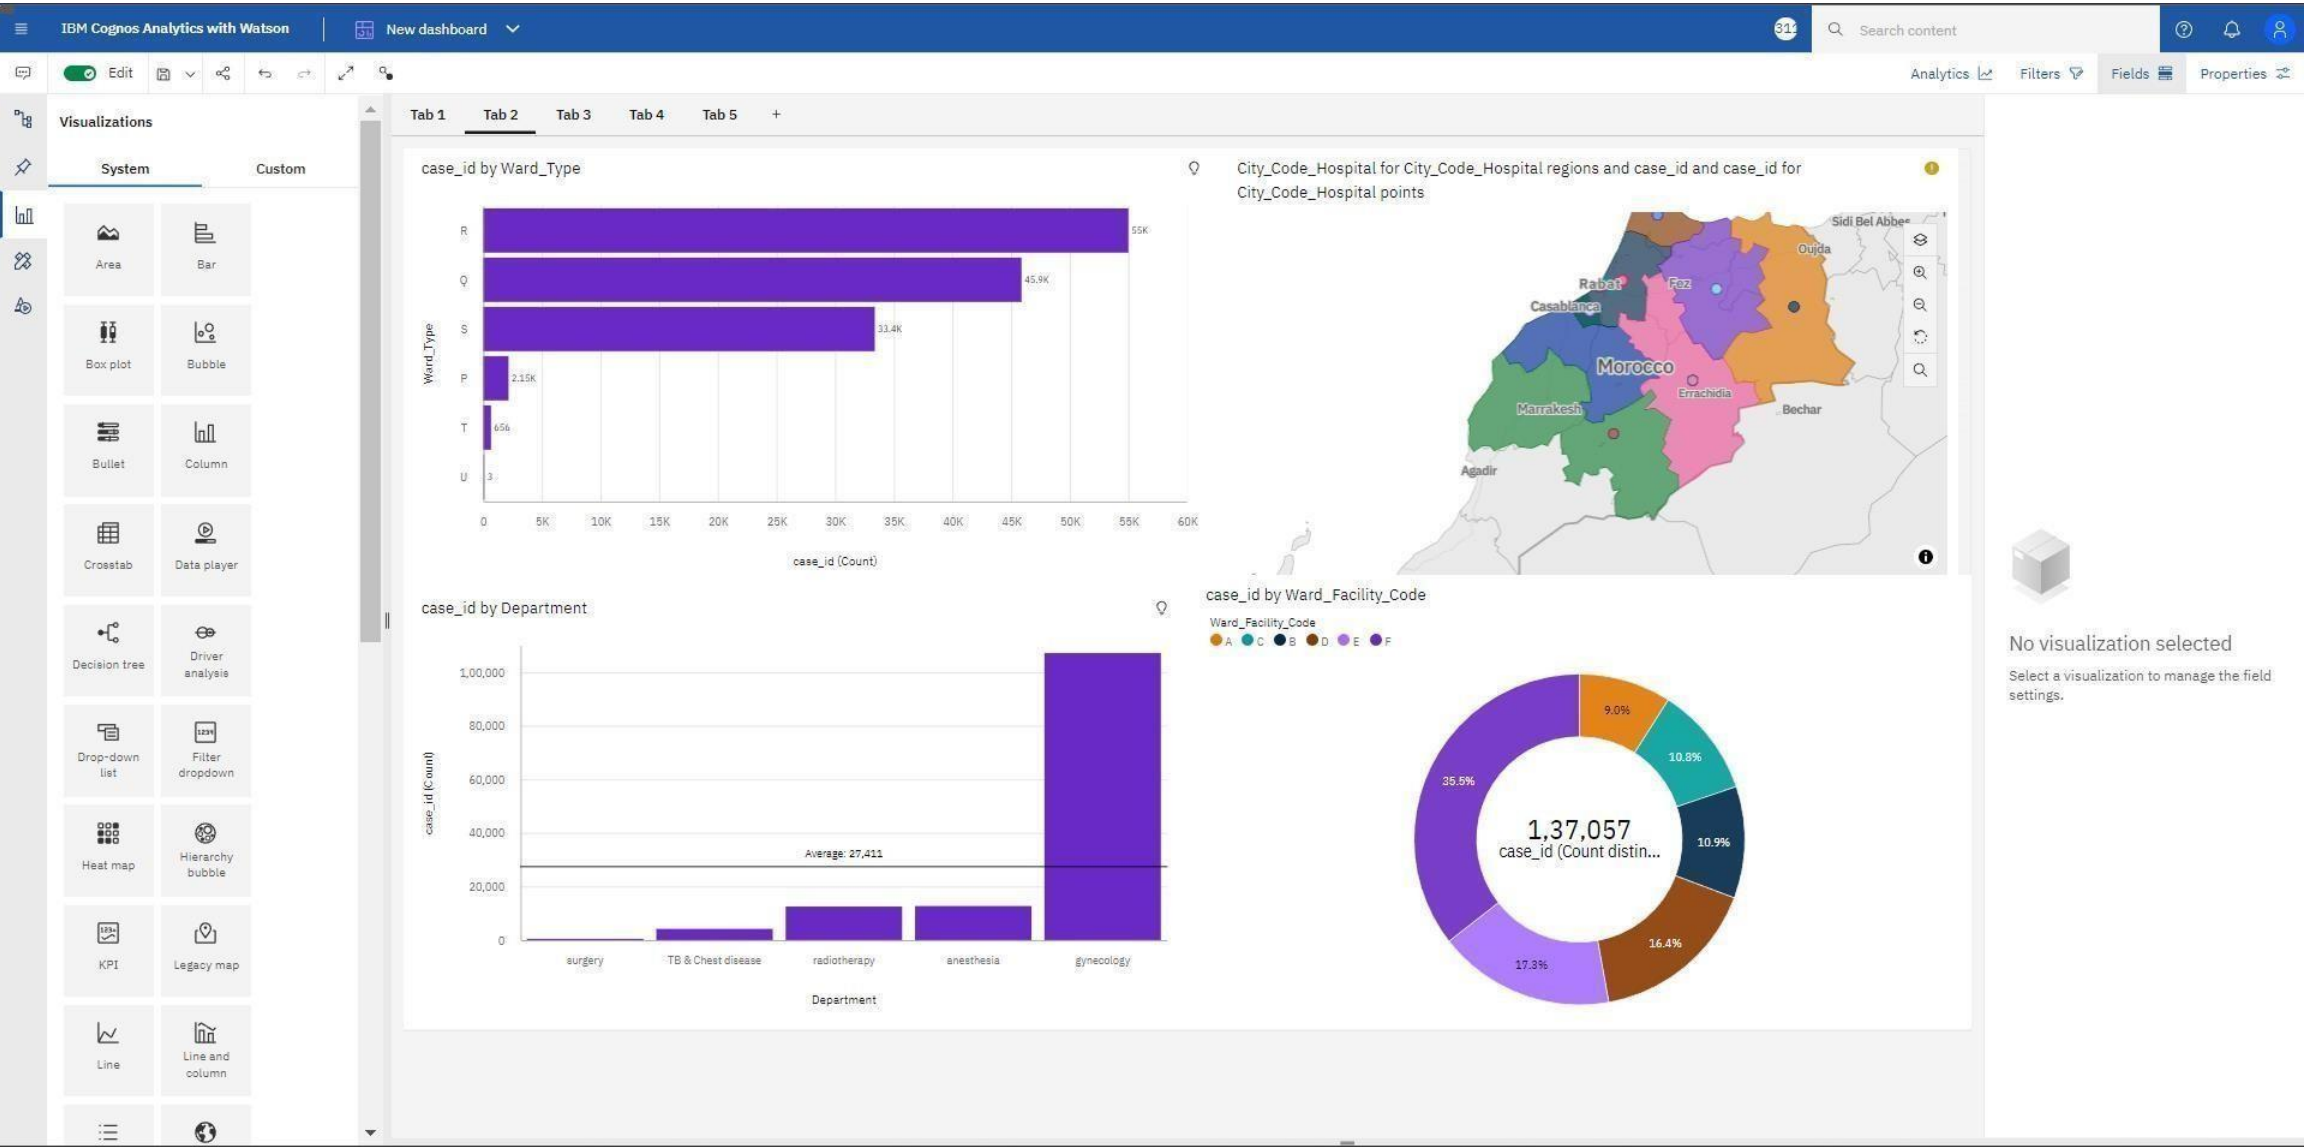 IBM Cognos Analytics with Watson
New dashboard
Search content
Edit
Analytics
Filters
Fields
Properties
Visualizations
System
Custom
Area
Bar
Box plot
Bubble
Bullet
Column
Crosstab
Data player
Decision tree
Driver
analysis
Drop-down
list
Filter
dropdown
Heat map
Hierarchy
bubble
KPI
Legacy map
Line
Line and
column
Tab 1
Tab 2
Tab 3
Tab 4
Tab 5
+
case_id by Ward_Type
Ward_Type
R
55K
Q
45.9K
S
33.4K
P
2.15K
T
656
U
3
0
5K
10K
15K
20K
25K
30K
35K
40K
45K
50K
55K
60K
case_id (Count)
City_Code_Hospital for City_Code_Hospital regions and case_id and case_id for
City_Code_Hospital points
Sidi Bel Abbe
Oujda
Rabat
Fez
Casablanca
Morocco
Errachidia
Marrakesh
Bechar
Agadir
case_id by Department
case_id (Count)
1,00,000
80,000
60,000
40,000
20,000
0
Average: 27,411
surgery
TB & Chest disease
radiotherapy
anesthesia
gynecology
Department
case_id by Ward_Facility_Code
Ward_Facility_Code
A C B D E F
9.0%
10.8%
10.9%
16.4%
17.3%
35.5%
1,37,057
case_id (Count distin...
No visualization selected
Select a visualization to manage the field
settings.